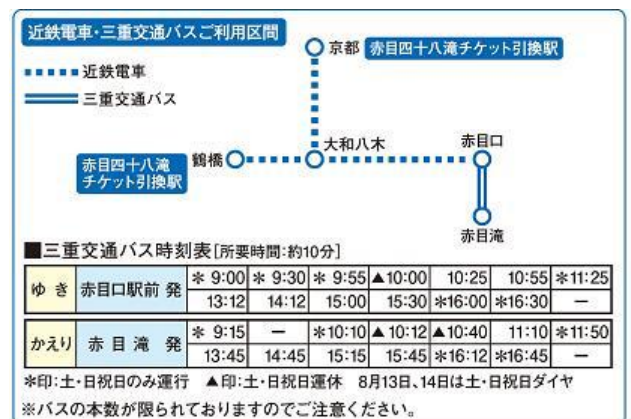 近鉄電車・三重交通バスご利用区間
京都 赤目四十八滝チケット引換駅
近鉄電車
三重交通バス
大和八木
赤目口
赤目四十八滝
チケット引換駅
鶴橋
赤目滝
■三重交通バス時刻表[所要時間:約10分]
ゆき 赤目口駅前 発
＊ 9:00 ＊ 9:30 ＊ 9:55 ▲10:00 10:25 10:55 ＊11:25
13:12 14:12 15:00 15:30 ＊16:00 ＊16:30 －
かえり 赤目滝 発
＊ 9:15 － ＊10:10 ▲10:12 ▲10:40 11:10 ＊11:50
13:45 14:45 15:15 15:45 ＊16:12 ＊16:45 －
＊印:土・日祝日のみ運行 ▲印:土・日祝日運休 8月13日、14日は土・日祝日ダイヤ
※バスの本数が限られておりますのでご注意ください。